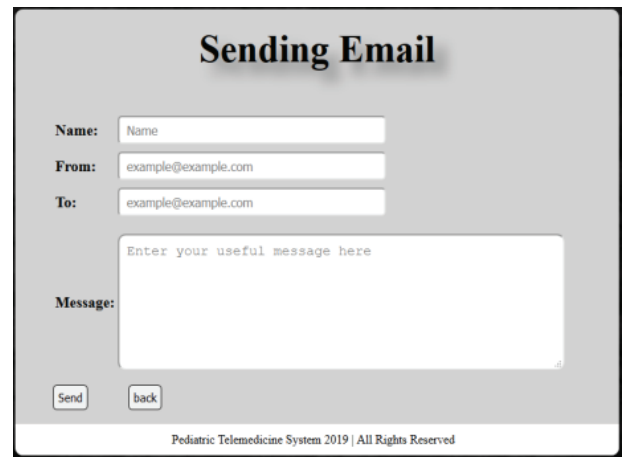 Sending Email
Name: Name
From: example@example.com
To: example@example.com
Enter your useful message here
Message:
Send back
Pediatric Telemedicine System 2019 | All Rights Reserved